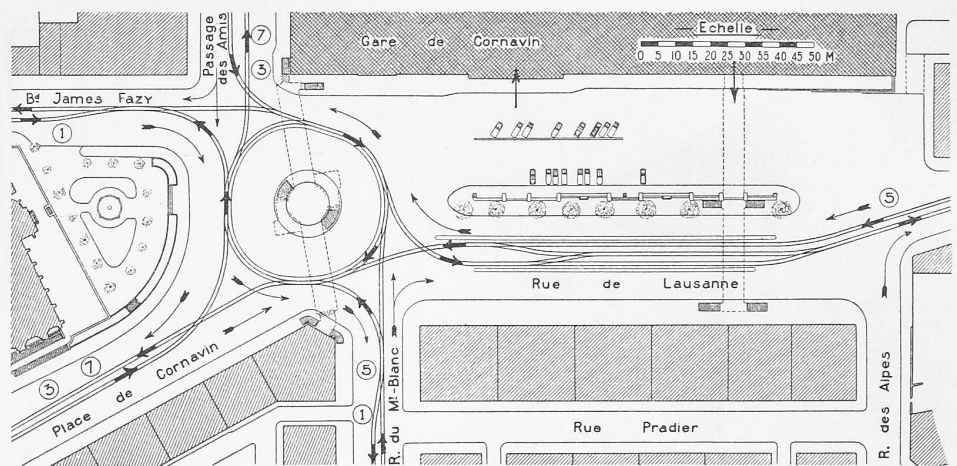 Passage
des Amis
7
3
Gare de Cornavin
Echelle
0 5 10 15 20 25 30 35 40 45 50 M
Bd James Fazy
1
5
Rue de Lausanne
3
7
Place de Cornavin
5
1
R. du Mt-Blanc
Rue Pradier
R. des Alpes